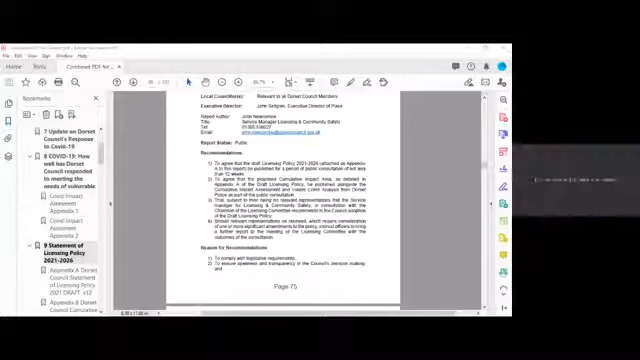 File Edit View Sign Window Help
Home
Tools
Combined PDF for ...
Bookmarks
7 Update on Dorset
Council's Response
to Covid-19
8 COVID-19: How
well has Dorset
Council responded
to meeting the
needs of vulnerable
Covid Impact
Assessment
Appendix 1
Covid Impact
Assessment
Appendix 2
9 Statement of
Licensing Policy
2021-2026
Appendix A Dorset
Council Statement
of Licensing Policy
2021 DRAFT v12
Appendix B Dorset
Council Cumulative
Local Councillor(s): Relevant to all Dorset Council Members
Executive Director: John Sellgren, Executive Director of Place
Report Author: John Newcombe
Title: Service Manager Licensing & Community Safety
Tel:
Email:
Report Status: Public
Recommendations:
1) To agree that the draft Licensing Policy 2021-2026 (attached as Appendix
A to this report) be published for a period of public consultation of not less
than 12 weeks
2) To agree that the proposed Cumulative Impact Area, as detailed in
Appendix A of the Draft Licensing Policy, be published alongside the
Cumulative Impact Assessment and Violent Crime Analysis from Dorset
Police as part of the public consultation.
3) That, subject to their being no relevant representations that the Service
Manager for Licensing & Community Safety, in consultation with the
Chairman of the Licensing Committee recommends to the Council adoption
of the Draft Licensing Policy.
4) Should relevant representations be received, which require consideration
of one or more significant amendments to the policy, instruct officers to bring
a further report to the meeting of the Licensing Committee with the
outcomes of the consultation.
Reason for Recommendations:
1) To comply with legislative requirements;
2) To ensure openness and transparency in the Council's decision making;
and
Page 75